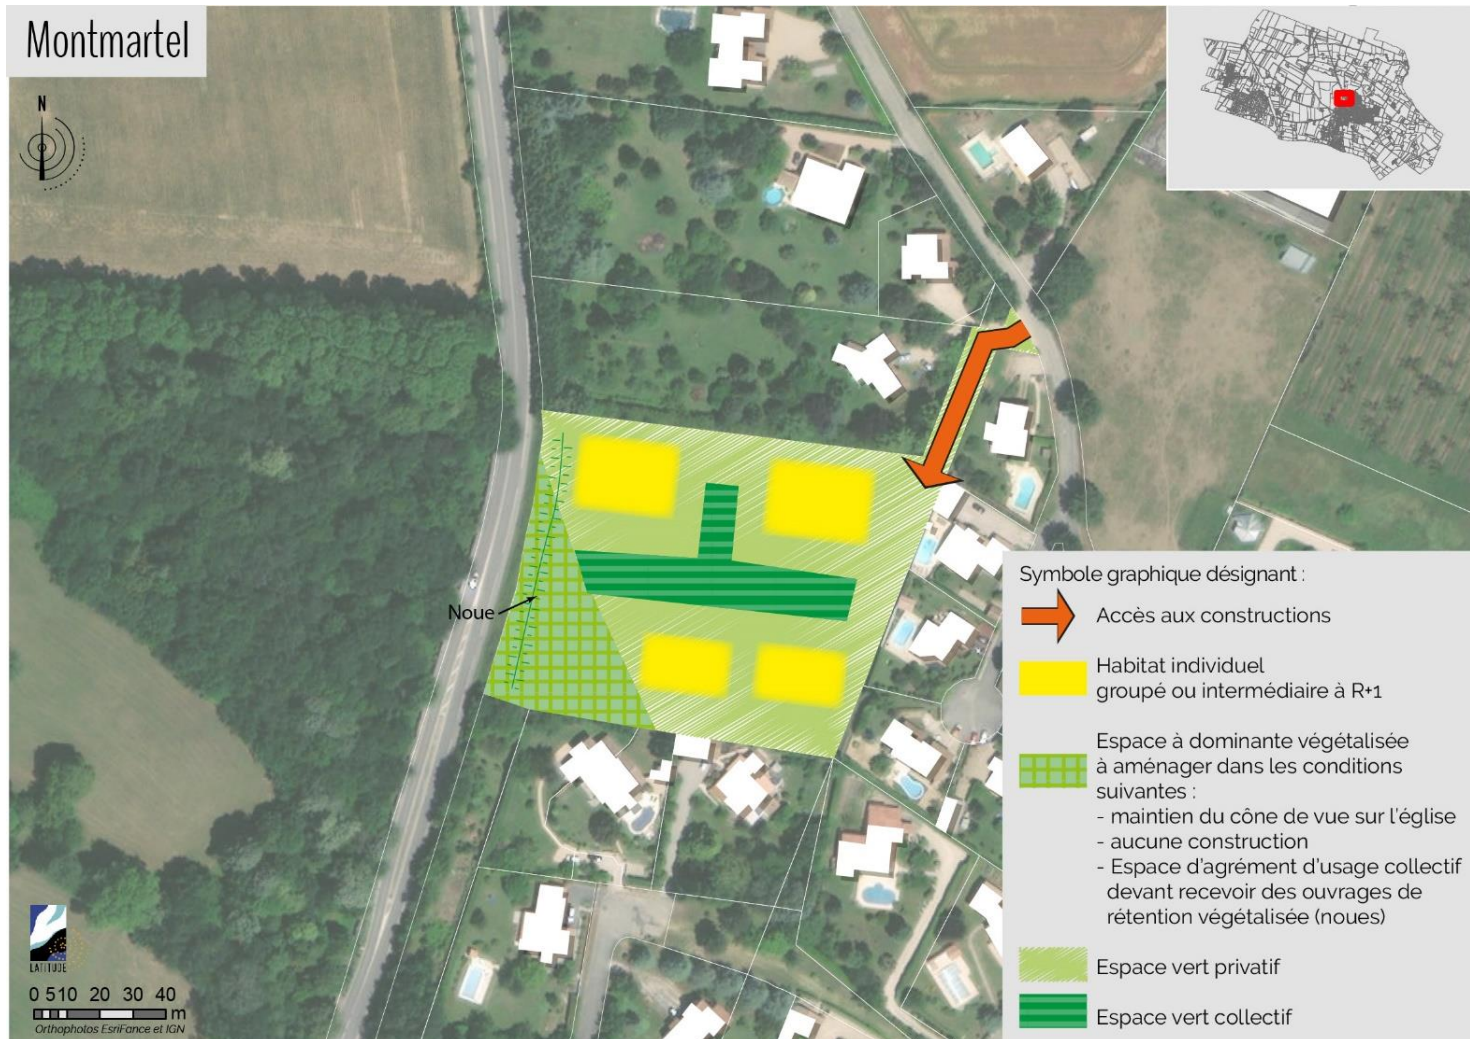 Montmartel
N
Noue
Symbole graphique désignant :
Accès aux constructions
Habitat individuel
groupé ou intermédiaire à R+1
Espace à dominante végétalisée
à aménager dans les conditions
suivantes :
- maintien du cône de vue sur l'église
- aucune construction
- Espace d'agrément d'usage collectif
devant recevoir des ouvrages de
rétention végétalisée (noues)
Espace vert privatif
Espace vert collectif
LATITUDE
0 5 10 20 30 40
m
Orthophotos EsriFance et IGN